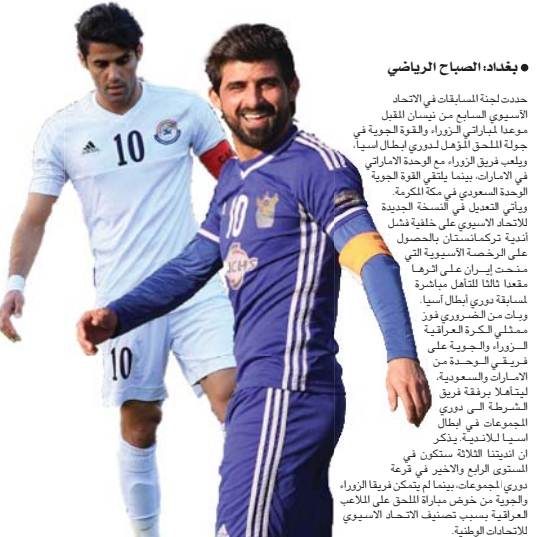 ● بغداد: الصباح الرياضي
حددت لجنة المسابقات في الاتحاد
الآسيوي السابع من نيسان المقبل
موعدا لمباراتي الزوراء والقوة الجوية في
جولة الملحق المؤهل لدوري ابطال اسيا،
ويلعب فريق الزوراء مع الوحدة الاماراتي
في الامارات، بينما يلتقي القوة الجوية
الوحدة السعودي في مكة المكرمة.
ويأتي التعديل في النسخة الجديدة
للاتحاد الاسيوي على خلفية فشل
أندية تركمانستان بالحصول
على الرخصة الآسيوية التي
منحت إيران على اثرها
مقعدا ثالثا للتأهل مباشرة
لمسابقة دوري أبطال آسيا.
وبات من الضروري فوز
ممثلي الكرة العراقية
الزوراء والجوية على
فريقي الوحدة من
الامارات والسعودية،
ليتأهلا برفقة فريق
الشرطة الى دوري
المجموعات في ابطال
اسيا للاندية. يذكر
ان انديتنا الثلاثة ستكون في
المستوى الرابع والاخير في قرعة
دوري المجموعات، بينما لم يتمكن فريقا الزوراء
والجوية من خوض مباراة الملحق على الملاعب
العراقية بسبب تصنيف الاتحاد الاسيوي
للاتحادات الوطنية.
adidas
10
10
10